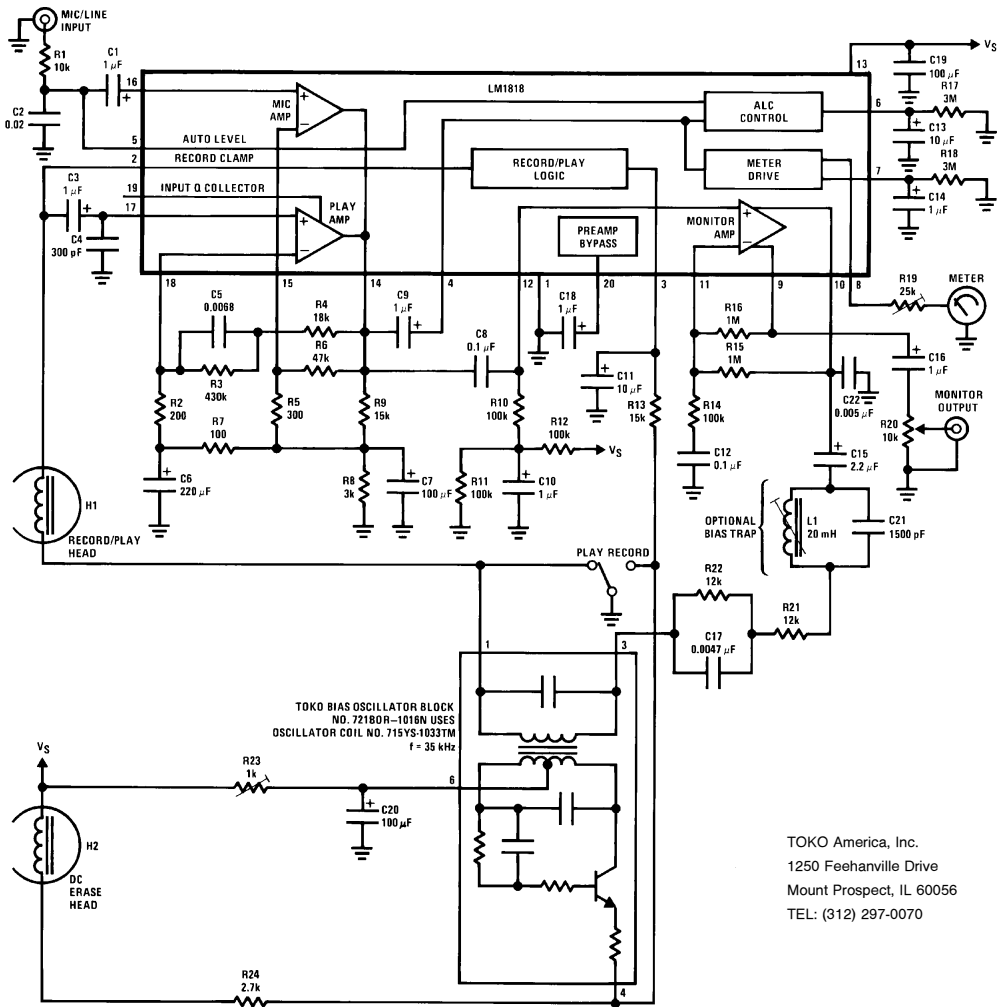 MIC/LINE
INPUT
R1
10k
C1
1 μF
+
16
C2
0.02
5
AUTO LEVEL
2
RECORD CLAMP
C3
1 μF
+
19
INPUT Q COLLECTOR
17
C4
300 pF
LM1818
MIC
AMP
+
−
PLAY
AMP
+
−
RECORD/PLAY
LOGIC
PREAMP
BYPASS
MONITOR
AMP
+
−
ALC
CONTROL
METER
DRIVE
13
VS
C19
100 μF
6
R17
3M
+
C13
10 μF
7
R18
3M
+
C14
1 μF
18
15
14
4
12
1
20
3
11
9
10
8
R19
25k
METER
C5
0.0068
R4
18k
C9
1 μF
+
R6
47k
R3
430k
C8
0.1 μF
C18
1 μF
+
+
C11
10 μF
R16
1M
R15
1M
C22
0.005 μF
+
C16
1 μF
MONITOR
OUTPUT
R20
10k
R2
200
R7
100
R5
300
R9
15k
R10
100k
R12
100k
VS
R13
15k
R14
100k
+
C6
220 μF
R8
3k
+
C7
100 μF
R11
100k
+
C10
1 μF
C12
0.1 μF
+
C15
2.2 μF
H1
RECORD/PLAY
HEAD
OPTIONAL
BIAS TRAP
L1
20 mH
C21
1500 pF
PLAY RECORD
R22
12k
R21
12k
C17
0.0047 μF
1
3
TOKO BIAS OSCILLATOR BLOCK
NO. 721BOR–1016N USES
OSCILLATOR COIL NO. 715YS-1033TM
f = 35 kHz
VS
R23
1k
6
+
C20
100 μF
H2
DC
ERASE
HEAD
R24
2.7k
4
TOKO America, Inc.
1250 Feehanville Drive
Mount Prospect, IL 60056
TEL: (312) 297-0070